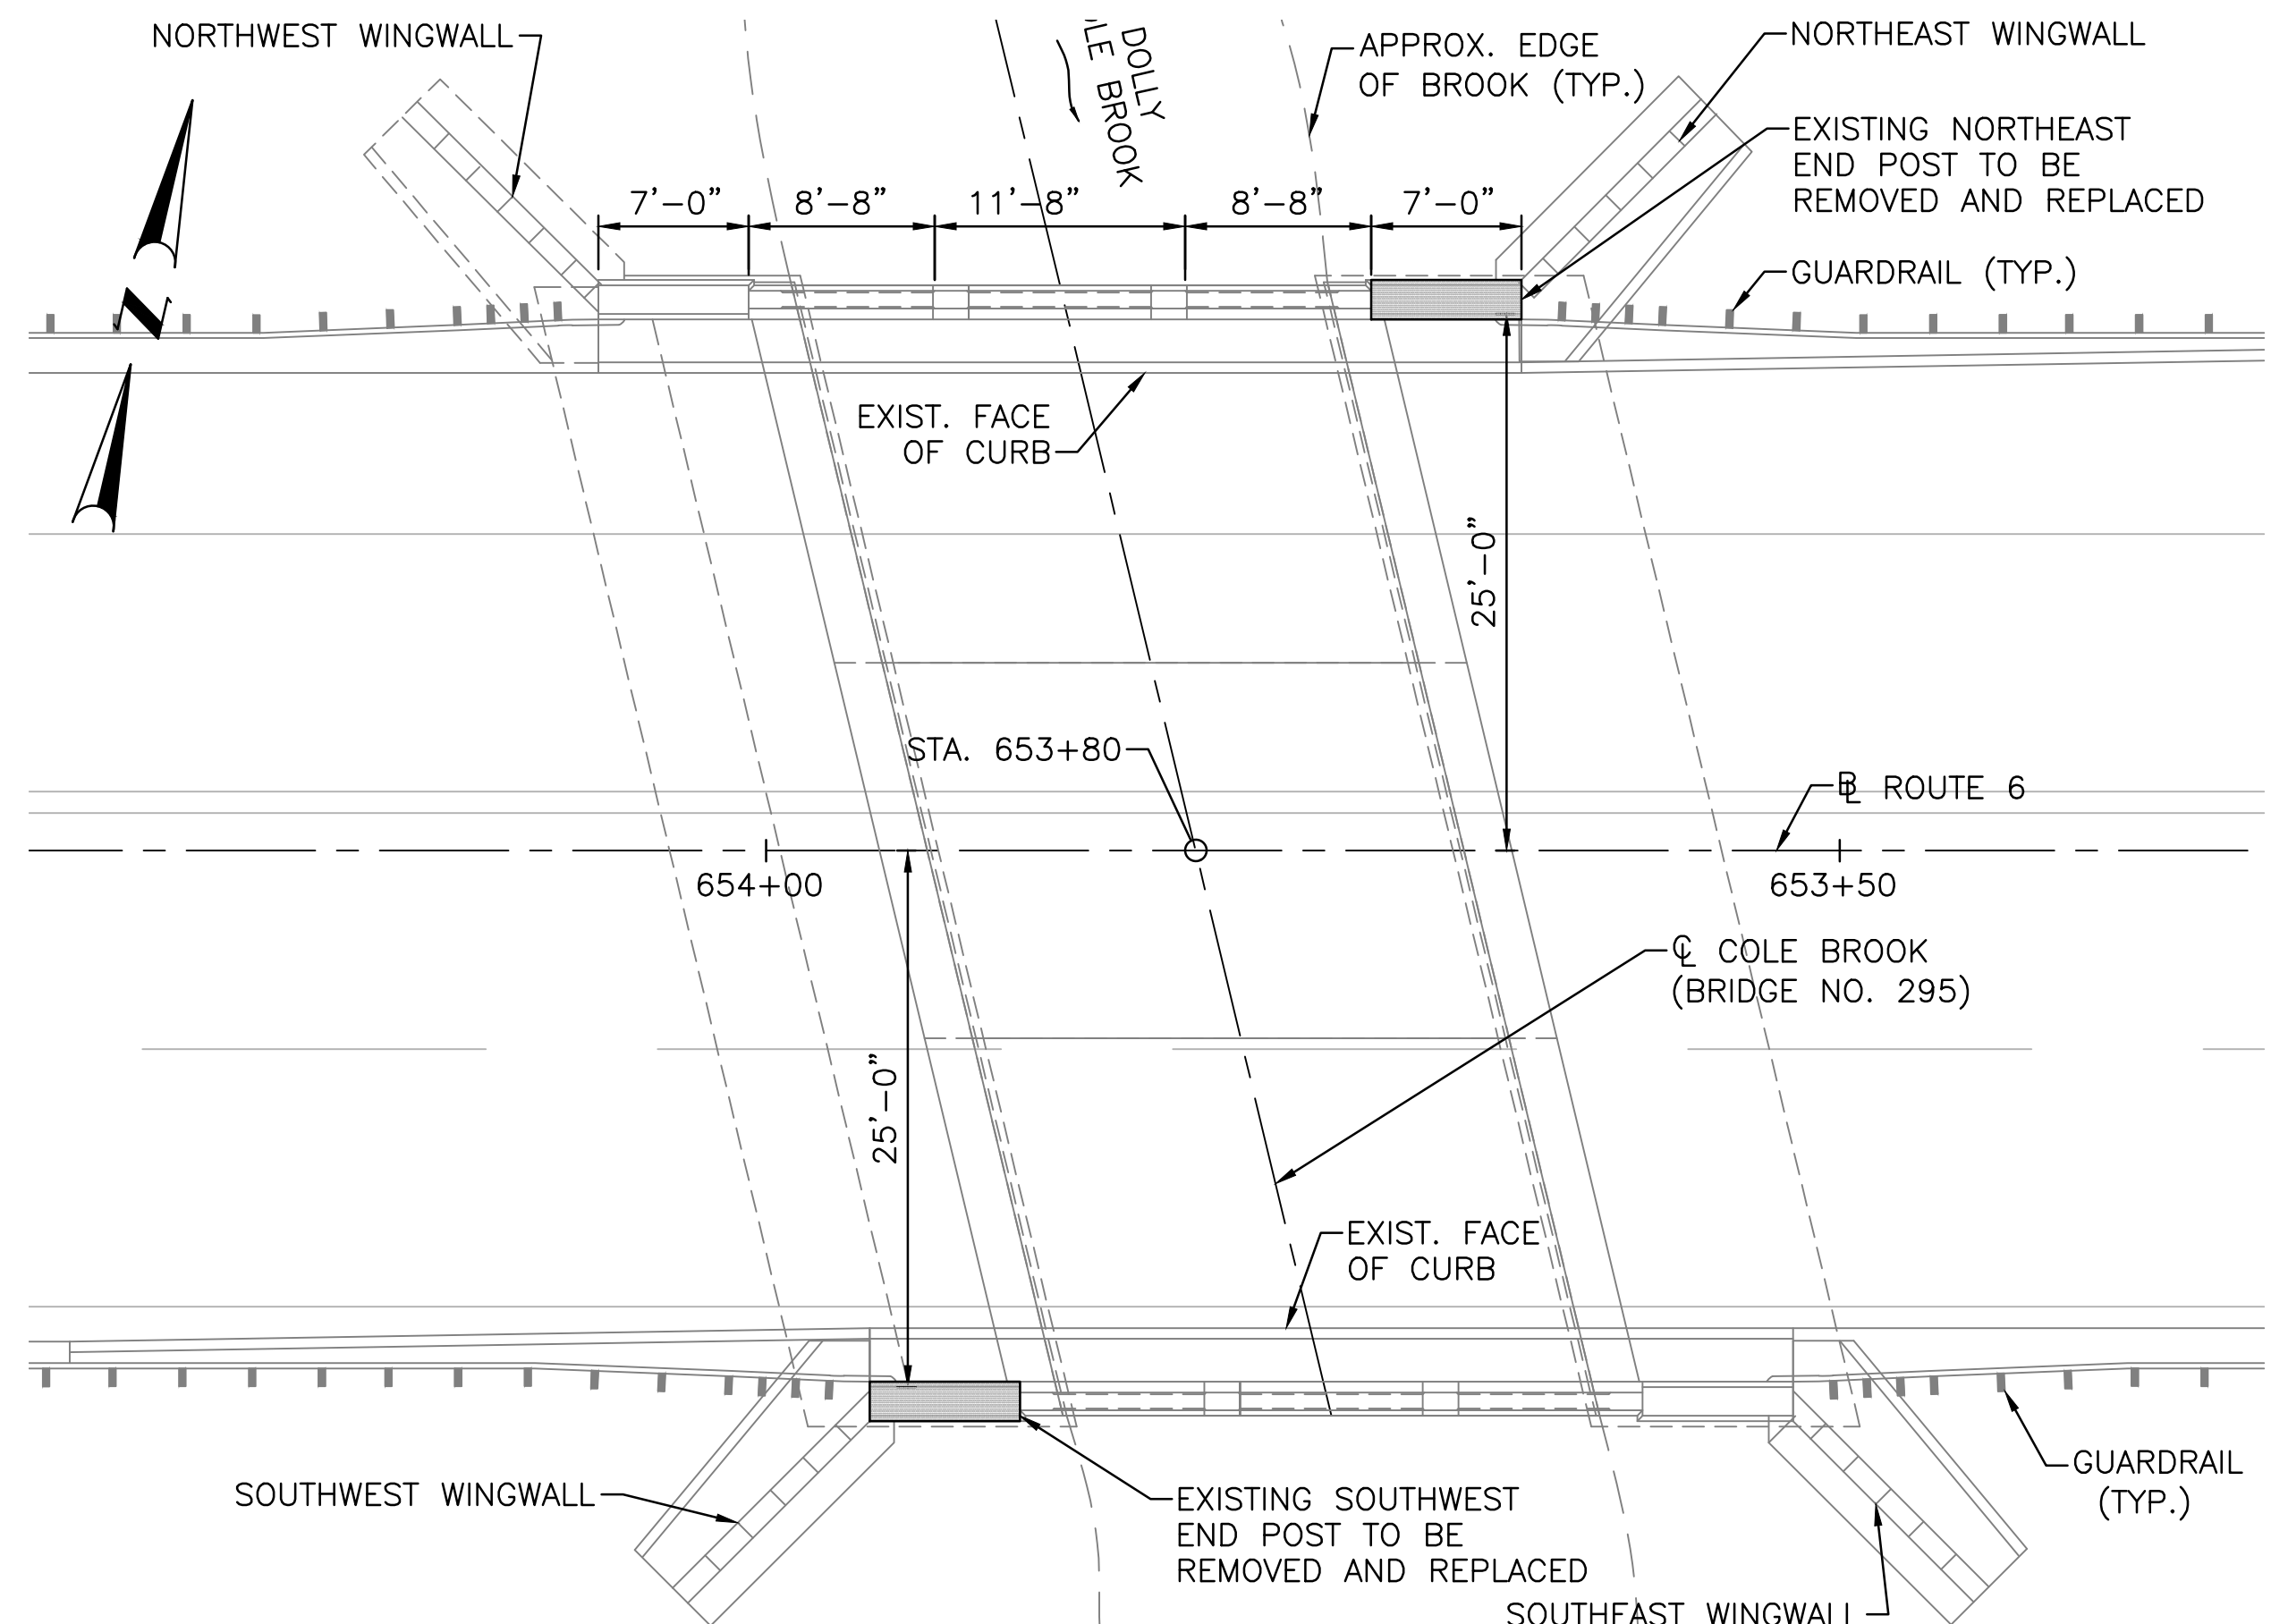 NORTHWEST WINGWALL
DOLLY
BROOK
APPROX. EDGE
OF BROOK (TYP.)
NORTHEAST WINGWALL
EXISTING NORTHEAST
END POST TO BE
REMOVED AND REPLACED
7'-0"
8'-8"
11'-8"
8'-8"
7'-0"
GUARDRAIL (TYP.)
N
EXIST. FACE
OF CURB
25'-0"
STA. 653+80
℄ ROUTE 6
654+00
653+50
℄ COLE BROOK
(BRIDGE NO. 295)
25'-0"
EXIST. FACE
OF CURB
SOUTHWEST WINGWALL
EXISTING SOUTHWEST
END POST TO BE
REMOVED AND REPLACED
GUARDRAIL
(TYP.)
SOUTHEAST WINGWALL